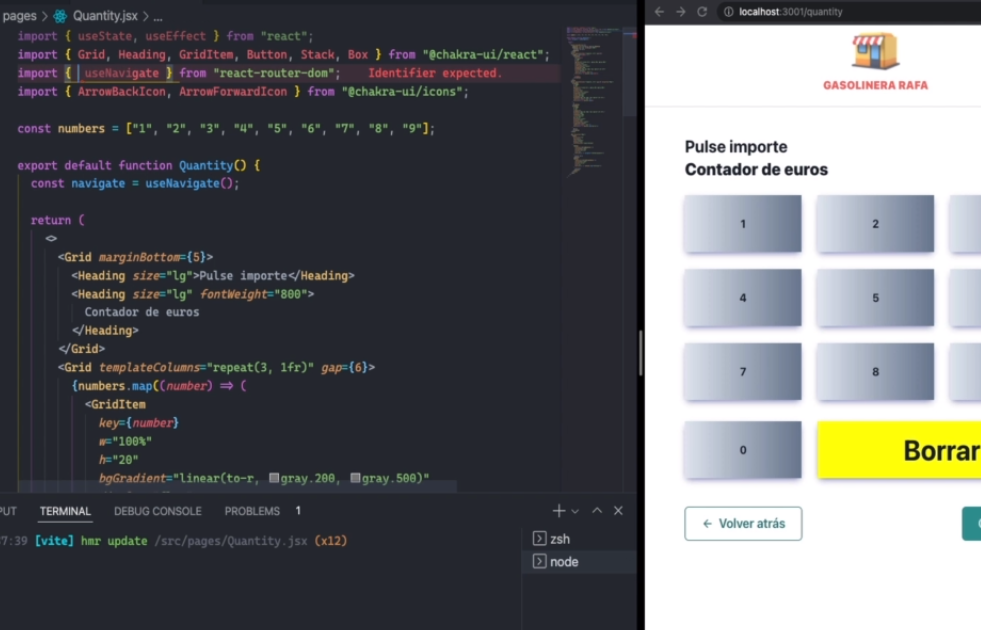 pages > Quantity.jsx > ...
import { useState, useEffect } from "react";
import { Grid, Heading, GridItem, Button, Stack, Box } from "@chakra-ui/react";
import { useNavigate } from "react-router-dom"; Identifier expected.
import { ArrowBackIcon, ArrowForwardIcon } from "@chakra-ui/icons";
const numbers = ["1", "2", "3", "4", "5", "6", "7", "8", "9"];
export default function Quantity() {
const navigate = useNavigate();
return (
<>
<Grid marginBottom={5}>
<Heading size="lg">Pulse importe</Heading>
<Heading size="lg" fontWeight="800">
Contador de euros
</Heading>
</Grid>
<Grid templateColumns="repeat(3, 1fr)" gap={6}>
{numbers.map((number) => (
<GridItem
key={number}
w="100%"
h="20"
bgGradient="linear(to-r, gray.200, gray.500)"
PUT TERMINAL DEBUG CONSOLE PROBLEMS 1
7:39 [vite] hmr update /src/pages/Quantity.jsx (x12)
zsh
node
localhost:3001/quantity
GASOLINERA RAFA
Pulse importe
Contador de euros
1 2
4 5
7 8
0 Borrar
← Volver atrás